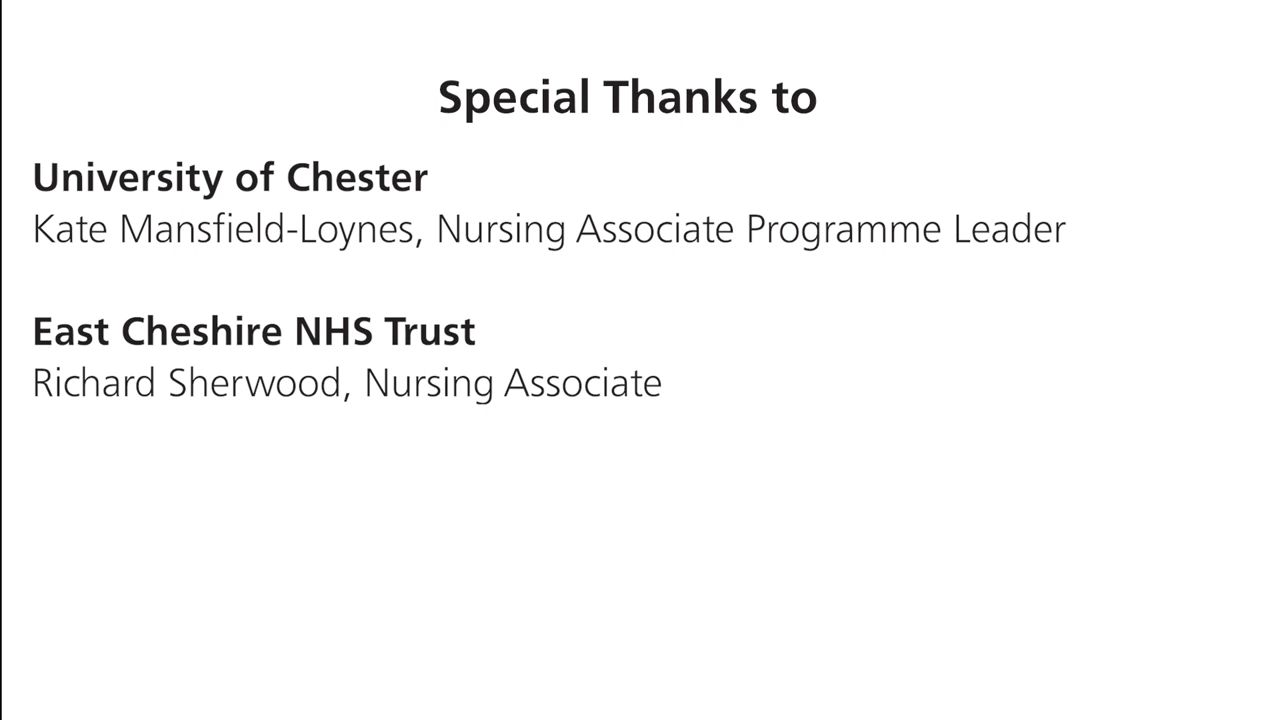 Special Thanks to
University of Chester
Kate Mansfield-Loynes, Nursing Associate Programme Leader
East Cheshire NHS Trust
Richard Sherwood, Nursing Associate